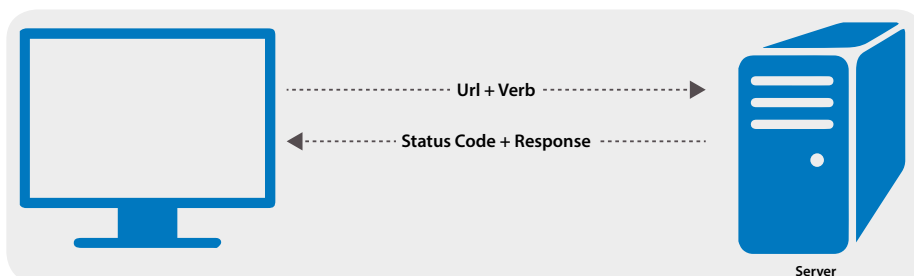 Url + Verb
Status Code + Response
Server